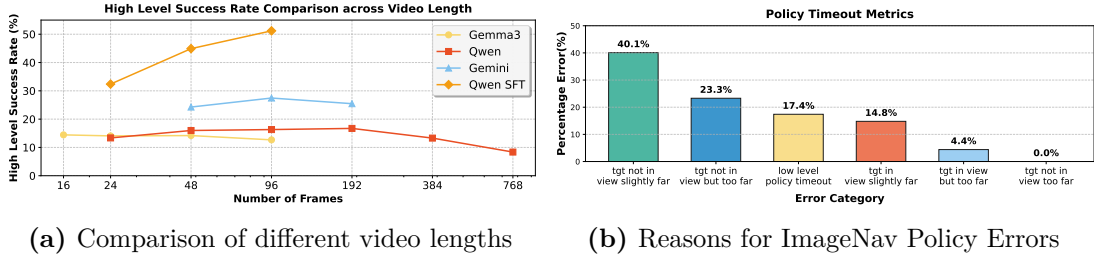 High Level Success Rate Comparison across Video Length
High Level Success Rate (%)
50
40
30
20
10
0
16
24
48
96
192
384
768
Number of Frames
Gemma3
Qwen
Gemini
Qwen SFT
(a) Comparison of different video lengths
Policy Timeout Metrics
Percentage Error(%)
50
40
30
20
10
0
40.1%
23.3%
17.4%
14.8%
4.4%
0.0%
tgt not in
view slightly far
tgt not in
view but too far
low level
policy timeout
tgt in
view slightly far
tgt in view
but too far
tgt not in
view too far
Error Category
(b) Reasons for ImageNav Policy Errors